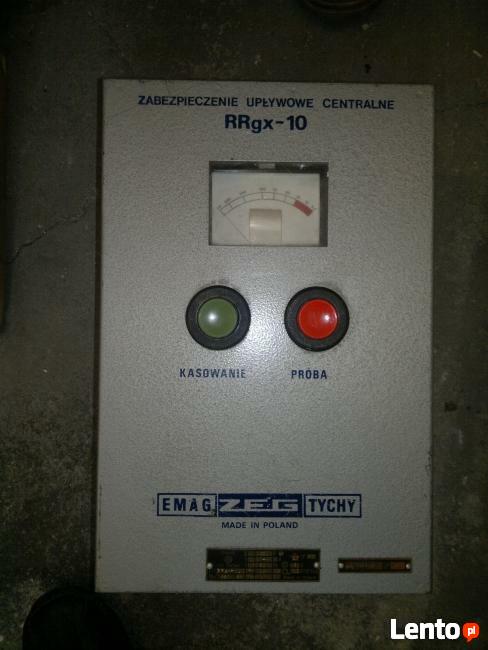 ZABEZPIECZENIE UPŁYWOWE CENTRALNE
RRgx-10
KASOWANIE PRÓBA
EMAG ZEG TYCHY
MADE IN POLAND
Lento.pl